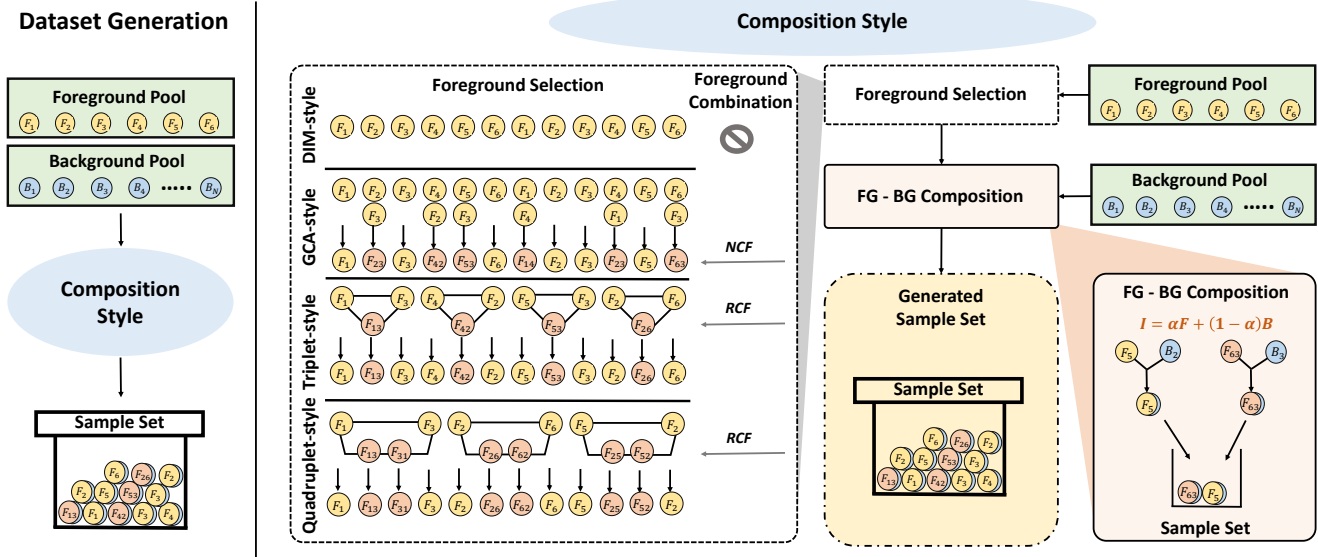 Dataset Generation
Foreground Pool
F1 F2 F3 F4 F5 F6
Background Pool
B1 B2 B3 B4 ····· BN
Composition
Style
Sample Set
F6 F26 F2
F2 F5 F53 F3
F13 F1 F42 F3 F4
Composition Style
Foreground Selection
Foreground
Combination
DIM-style
F1 F2 F3 F4 F5 F6 F1 F2 F3 F4 F5 F6
GCA-style
F1 F2 F3 F4 F5 F6 F1 F2 F3 F4 F5 F6
F3 F2 F3 F4 F1 F3
F1 F23 F3 F42 F53 F6 F14 F2 F3 F23 F5 F63
NCF
Triplet-style
F1 F3 F4 F2 F5 F3 F2 F6
F13 F42 F53 F26
F1 F13 F3 F4 F42 F2 F5 F53 F3 F2 F26 F6
RCF
Quadruplet-style
F1 F3 F2 F6 F5 F2
F13 F31 F26 F62 F25 F52
F1 F13 F31 F3 F2 F26 F62 F6 F5 F25 F52 F2
RCF
Foreground Selection
FG - BG Composition
Generated
Sample Set
Sample Set
F6 F26 F2
F2 F5 F53 F3
F13 F1 F42 F3 F4
Foreground Pool
F1 F2 F3 F4 F5 F6
Background Pool
B1 B2 B3 B4 ····· BN
FG - BG Composition
I = αF + (1 − α)B
F5 B2 F63 B3
F5 F63
F63 F5
Sample Set